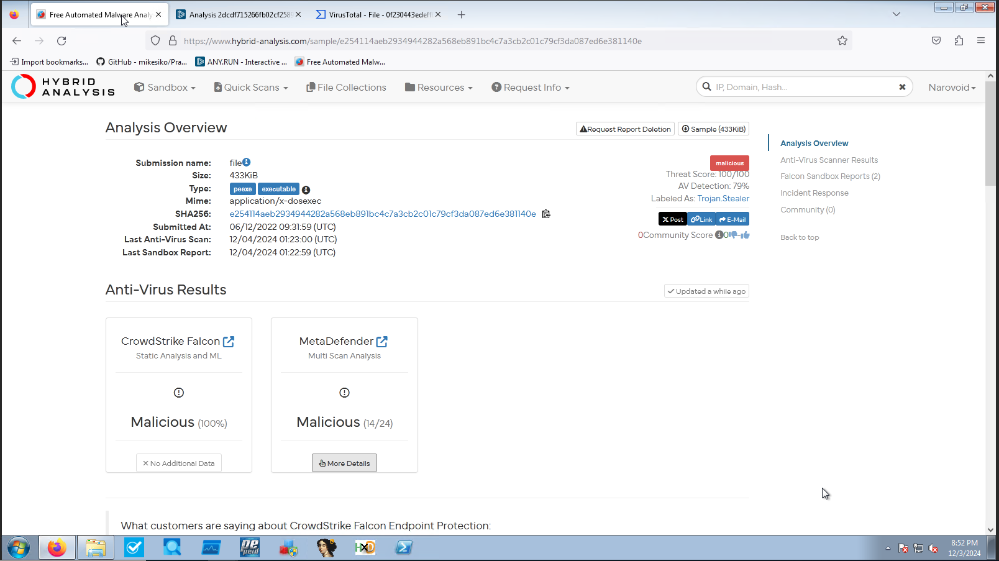 Free Automated Malware Analy
Analysis 2dcdf715266fb02cf2589
VirusTotal - File - 0f230443edeff
https://www.hybrid-analysis.com/sample/e254114aeb2934944282a568eb891bc4c7a3cb2c01c79cf3da087ed6e381140e
Import bookmarks...
GitHub - mikesiko/Pra...
ANY.RUN - Interactive ...
Free Automated Malw...
HYBRID
ANALYSIS
Sandbox
Quick Scans
File Collections
Resources
Request Info
IP, Domain, Hash...
Narovoid
Analysis Overview
Request Report Deletion
Sample (433KiB)
Submission name: file
Size: 433KiB
Type: peexe executable
Mime: application/x-dosexec
SHA256: e254114aeb2934944282a568eb891bc4c7a3cb2c01c79cf3da087ed6e381140e
Submitted At: 06/12/2022 09:31:59 (UTC)
Last Anti-Virus Scan: 12/04/2024 01:23:00 (UTC)
Last Sandbox Report: 12/04/2024 01:22:59 (UTC)
malicious
Threat Score: 100/100
AV Detection: 79%
Labeled As: Trojan.Stealer
X Post Link E-Mail
0Community Score 0
Analysis Overview
Anti-Virus Scanner Results
Falcon Sandbox Reports (2)
Incident Response
Community (0)
Back to top
Anti-Virus Results
Updated a while ago
CrowdStrike Falcon
Static Analysis and ML
Malicious (100%)
No Additional Data
MetaDefender
Multi Scan Analysis
Malicious (14/24)
More Details
What customers are saying about CrowdStrike Falcon Endpoint Protection:
PE
peid
HXD
8:52 PM
12/3/2024